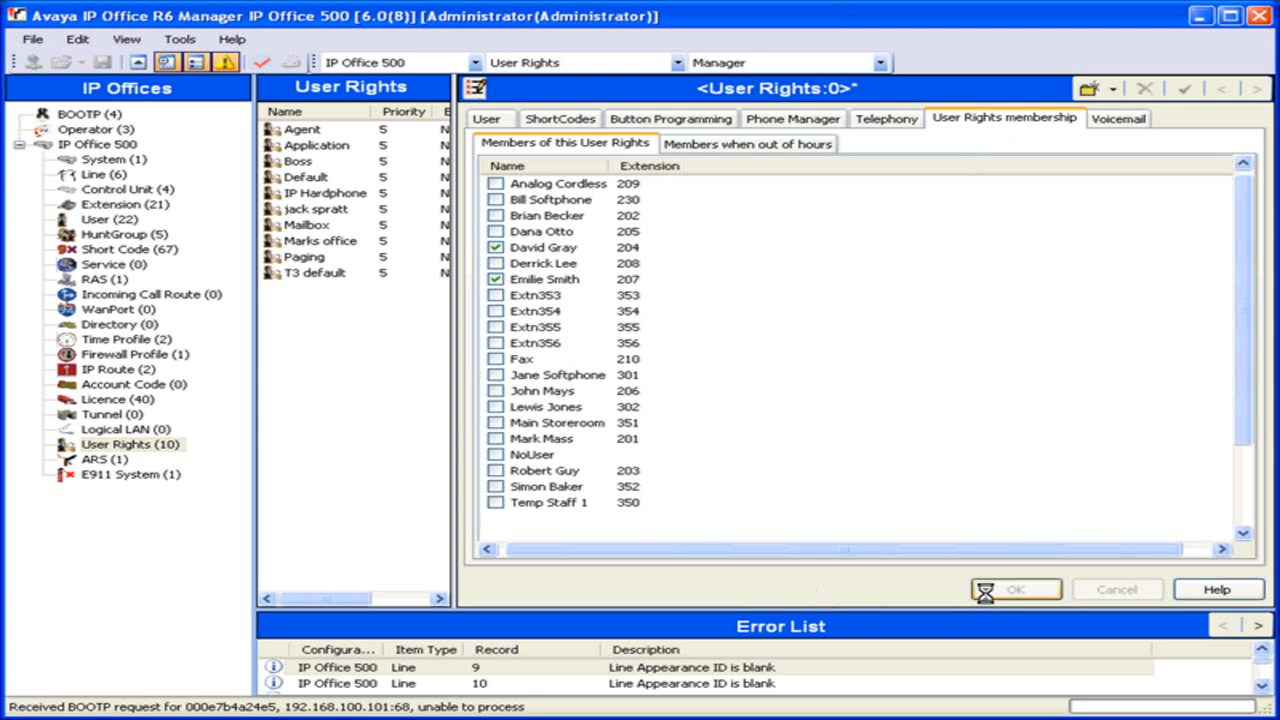 Avaya IP Office R6 Manager IP Office 500 [6.0(8)] [Administrator(Administrator)]
File Edit View Tools Help
IP Office 500 User Rights Manager
IP Offices
BOOTP (4)
Operator (3)
IP Office 500
System (1)
Line (6)
Control Unit (4)
Extension (21)
User (22)
HuntGroup (5)
Short Code (67)
Service (0)
RAS (1)
Incoming Call Route (0)
WanPort (0)
Directory (0)
Time Profile (2)
Firewall Profile (1)
IP Route (2)
Account Code (0)
Licence (40)
Tunnel (0)
Logical LAN (0)
User Rights (10)
ARS (1)
E911 System (1)
User Rights
Name Priority E
Agent 5 N
Application 5 N
Boss 5 N
Default 5 N
IP Hardphone 5 N
jack spratt 5 N
Mailbox 5 N
Marks office 5 N
Paging 5 N
T3 default 5 N
<User Rights:0>*
User ShortCodes Button Programming Phone Manager Telephony User Rights membership Voicemail
Members of this User Rights Members when out of hours
Name Extension
Analog Cordless 209
Bill Softphone 230
Brian Becker 202
Dana Otto 205
David Gray 204
Derrick Lee 208
Emilie Smith 207
Extn353 353
Extn354 354
Extn355 355
Extn356 356
Fax 210
Jane Softphone 301
John Mays 206
Lewis Jones 302
Main Storeroom 351
Mark Mass 201
NoUser
Robert Guy 203
Simon Baker 352
Temp Staff 1 350
OK Cancel Help
Error List
Configura... Item Type Record Description
IP Office 500 Line 9 Line Appearance ID is blank
IP Office 500 Line 10 Line Appearance ID is blank
Received BOOTP request for 000e7b4a24e5, 192.168.100.101:68, unable to process